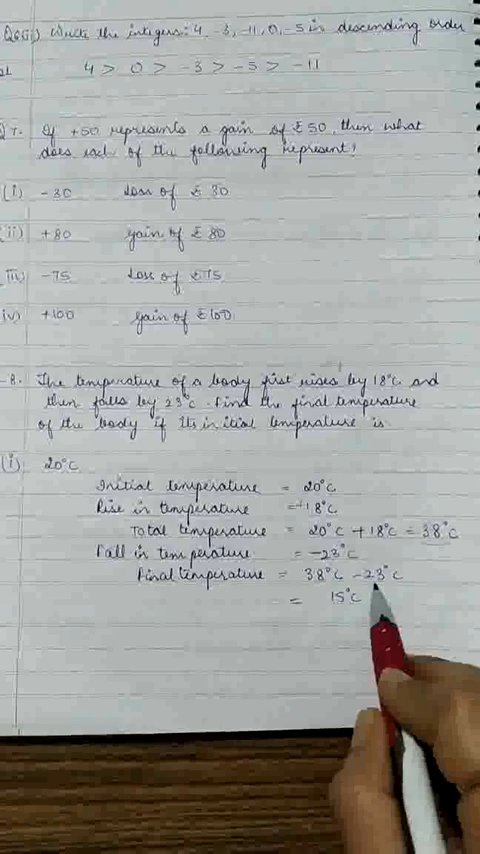 Q6(ii) Write the integers: 4, -3, -11, 0, -5 in descending order
4 > 0 > -3 > -5 > -11
7. If +50 represents a gain of ₹ 50, then what
does each of the following represent?
(i) -30 Loss of ₹ 30
(ii) +80 gain of ₹ 80
(iii) -75 Loss of ₹75
(iv) +100 gain of ₹100
8. The temperature of a body first rises by 18°C and
then falls by 23°C. Find the final temperature
of the body if its initial temperature is
(i) 20°C
Initial temperature = 20°C
Rise in temperature = +18°C
Total temperature = 20°C + 18°C = 38°C
Fall in temperature = -23°C
Final temperature = 38°C - 23°C
= 15°C